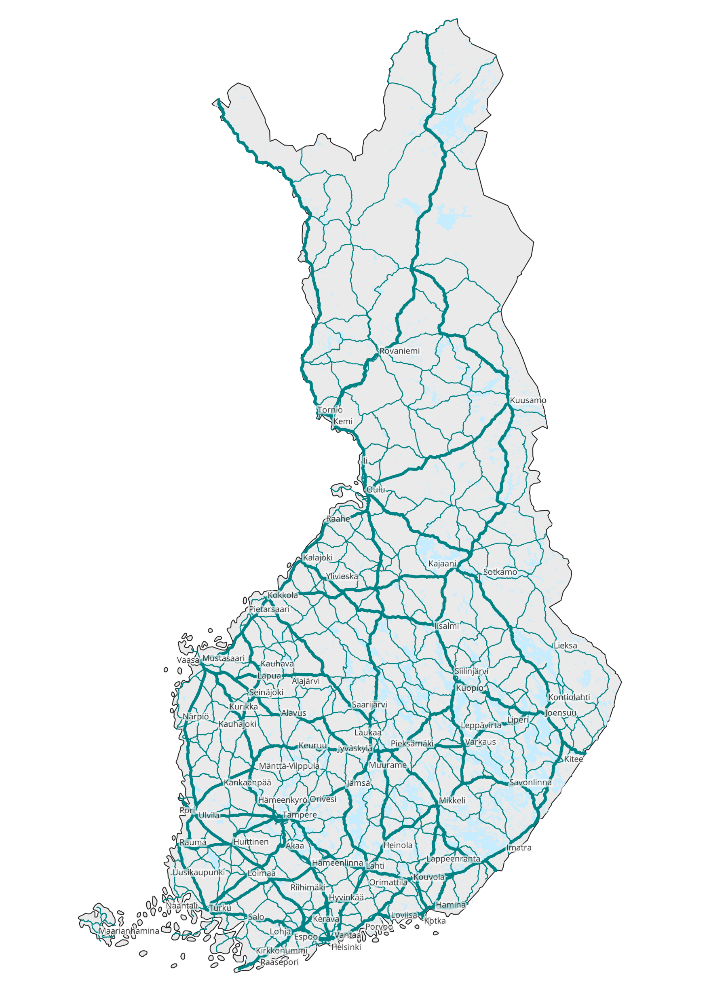 Rovaniemi
Kuusamo
Tornio
Kemi
Ii
Oulu
Raahe
Kalajoki
Kajaani
Sotkamo
Ylivieska
Kokkola
Pietarsaari
Iisalmi
Lieksa
Vaasa
Mustasaari
Kauhava
Siilinjärvi
Lapua
Alajärvi
Kuopio
Seinäjoki
Kontiolahti
Kurikka
Saarijärvi
Närpiö
Alavus
Joensuu
Kauhajoki
Liperi
Leppävirta
Laukaa
Keuruu
Jyväskylä
Pieksämäki
Varkaus
Kitee
Mänttä-Vilppula
Muurame
Kankaanpää
Jämsä
Savonlinna
Hämeenkyrö
Orivesi
Mikkeli
Pori
Ulvila
Tampere
Rauma
Huittinen
Akaa
Heinola
Imatra
Hämeenlinna
Lahti
Lappeenranta
Uusikaupunki
Loimaa
Kouvola
Orimattila
Riihimäki
Hyvinkää
Naantali
Turku
Hamina
Salo
Kerava
Loviisa
Kotka
Maarianhamina
Lohja
Espoo
Vantaa
Porvoo
Helsinki
Kirkkonummi
Raasepori